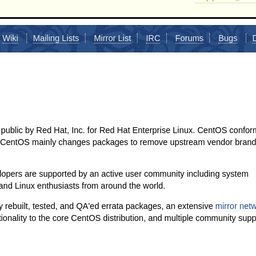 Wiki Mailing Lists Mirror List IRC Forums Bugs
public by Red Hat, Inc. for Red Hat Enterprise Linux. CentOS conform
CentOS mainly changes packages to remove upstream vendor brand
lopers are supported by an active user community including system
and Linux enthusiasts from around the world.
y rebuilt, tested, and QA'ed errata packages, an extensive mirror netw
tionality to the core CentOS distribution, and multiple community supp